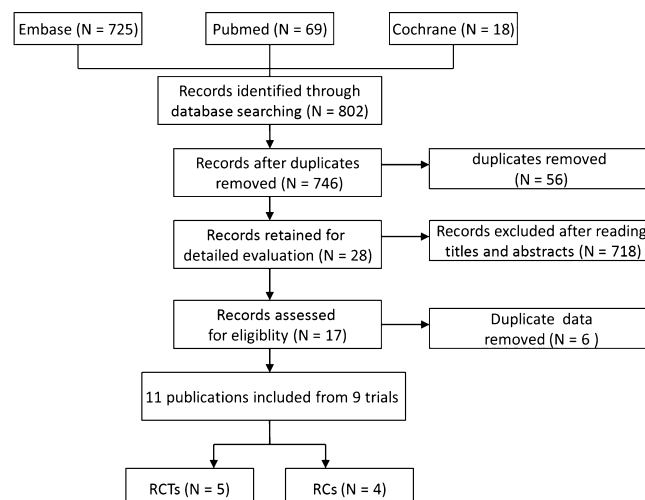 Embase (N = 725)
Pubmed (N = 69)
Cochrane (N = 18)
Records identified through
database searching (N = 802)
Records after duplicates
removed (N = 746)
duplicates removed
(N = 56)
Records retained for
detailed evaluation (N = 28)
Records excluded after reading
titles and abstracts (N = 718)
Records assessed
for eligiblity (N = 17)
Duplicate data
removed (N = 6 )
11 publications included from 9 trials
RCTs (N = 5)
RCs (N = 4)